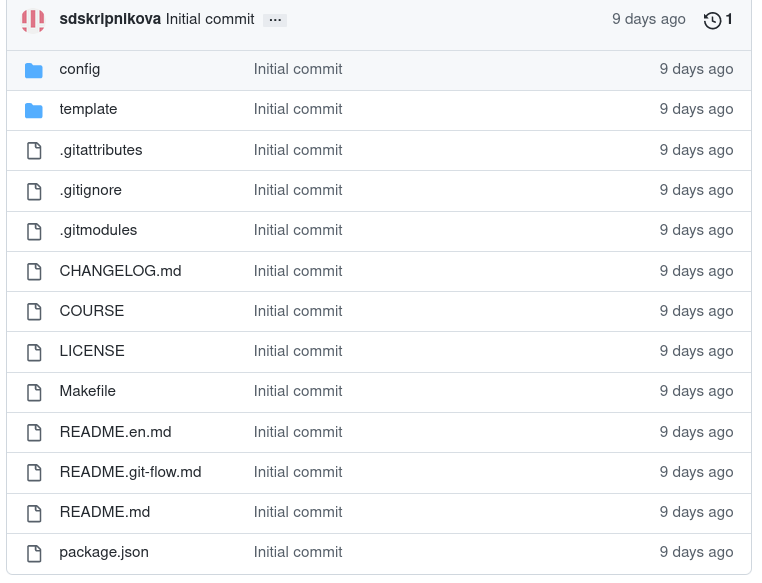 sdskripnikova Initial commit ... 9 days ago 1
config Initial commit 9 days ago
template Initial commit 9 days ago
.gitattributes Initial commit 9 days ago
.gitignore Initial commit 9 days ago
.gitmodules Initial commit 9 days ago
CHANGELOG.md Initial commit 9 days ago
COURSE Initial commit 9 days ago
LICENSE Initial commit 9 days ago
Makefile Initial commit 9 days ago
README.en.md Initial commit 9 days ago
README.git-flow.md Initial commit 9 days ago
README.md Initial commit 9 days ago
package.json Initial commit 9 days ago